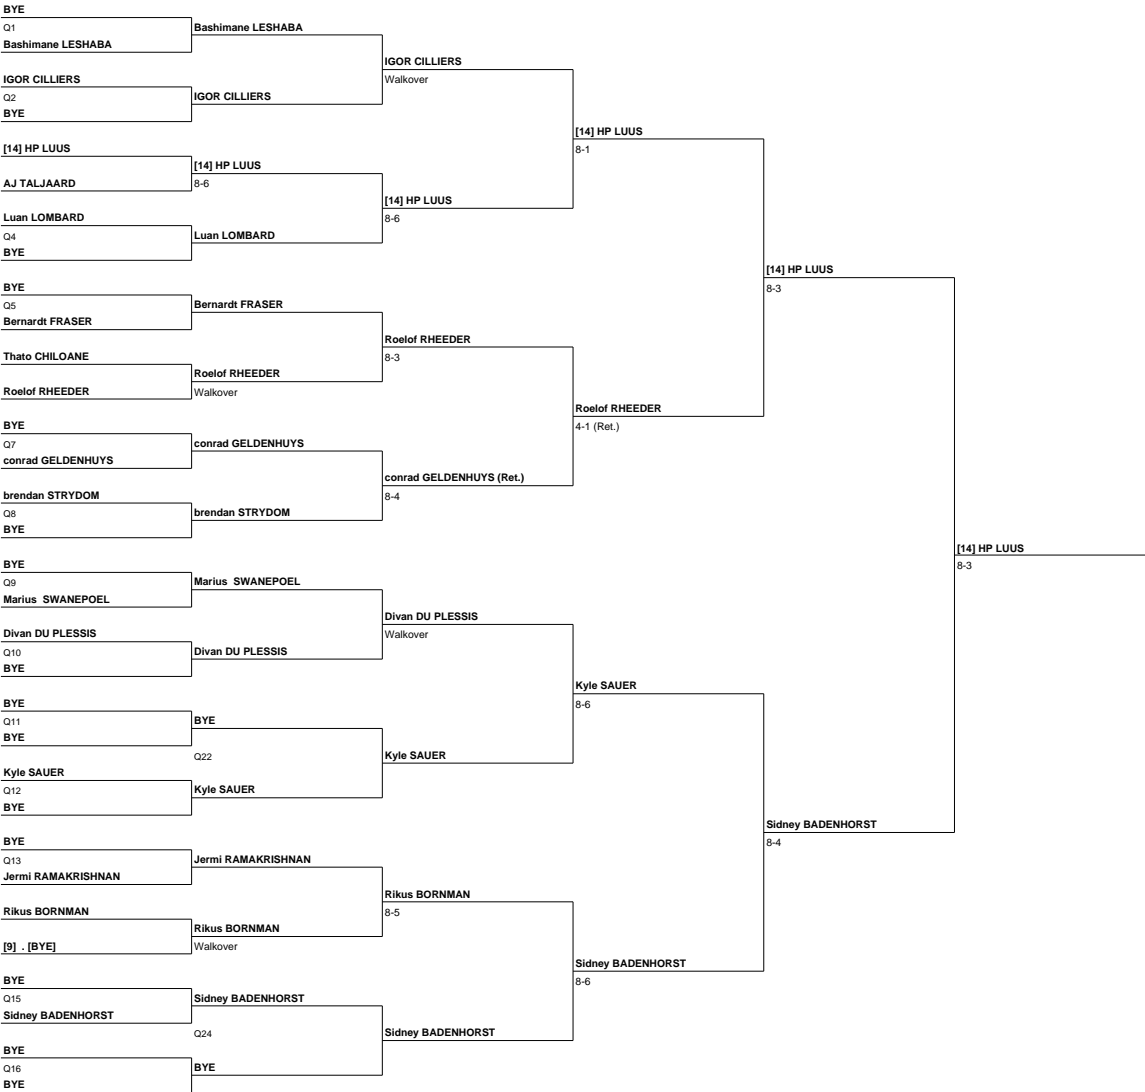 BYE
Q1
Bashimane LESHABA
Bashimane LESHABA
IGOR CILLIERS
Walkover
IGOR CILLIERS
Q2
IGOR CILLIERS
BYE
[14] HP LUUS
8-1
[14] HP LUUS
[14] HP LUUS
AJ TALJAARD
8-6
[14] HP LUUS
8-6
Luan LOMBARD
Q4
Luan LOMBARD
BYE
[14] HP LUUS
8-3
BYE
Q5
Bernardt FRASER
Bernardt FRASER
Roelof RHEEDER
8-3
Thato CHILOANE
Roelof RHEEDER
Roelof RHEEDER
Walkover
Roelof RHEEDER
4-1 (Ret.)
BYE
Q7
conrad GELDENHUYS
conrad GELDENHUYS
conrad GELDENHUYS (Ret.)
8-4
brendan STRYDOM
Q8
brendan STRYDOM
BYE
[14] HP LUUS
8-3
BYE
Q9
Marius  SWANEPOEL
Marius  SWANEPOEL
Divan DU PLESSIS
Walkover
Divan DU PLESSIS
Q10
Divan DU PLESSIS
BYE
Kyle SAUER
8-6
BYE
Q11
BYE
BYE
Q22
Kyle SAUER
Kyle SAUER
Q12
Kyle SAUER
BYE
Sidney BADENHORST
8-4
BYE
Q13
Jermi RAMAKRISHNAN
Jermi RAMAKRISHNAN
Rikus BORNMAN
8-5
Rikus BORNMAN
Rikus BORNMAN
[9]  . [BYE]
Walkover
Sidney BADENHORST
8-6
BYE
Q15
Sidney BADENHORST
Sidney BADENHORST
Q24
Sidney BADENHORST
BYE
Q16
BYE
BYE